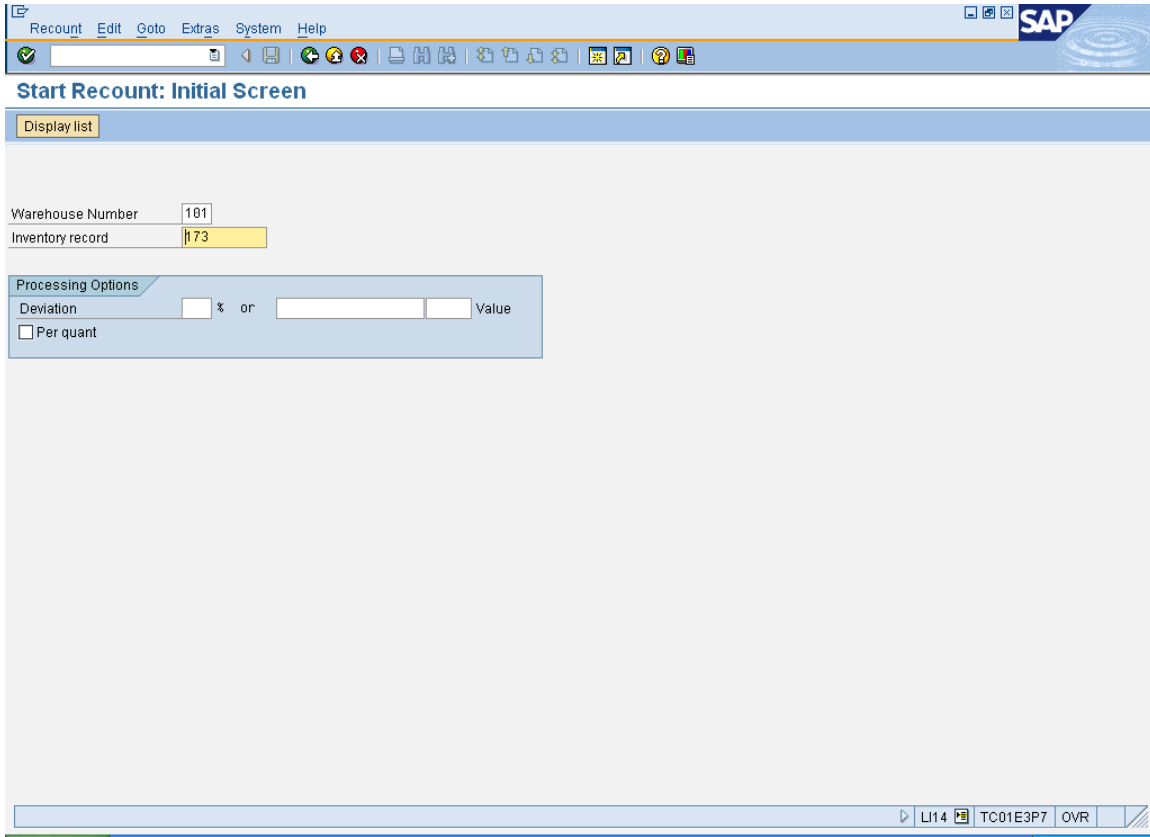 Recount Edit Goto Extras System Help
SAP
Start Recount: Initial Screen
Display list
Warehouse Number 101
Inventory record 173
Processing Options
Deviation % or Value
Per quant
LI14 TC01E3P7 OVR